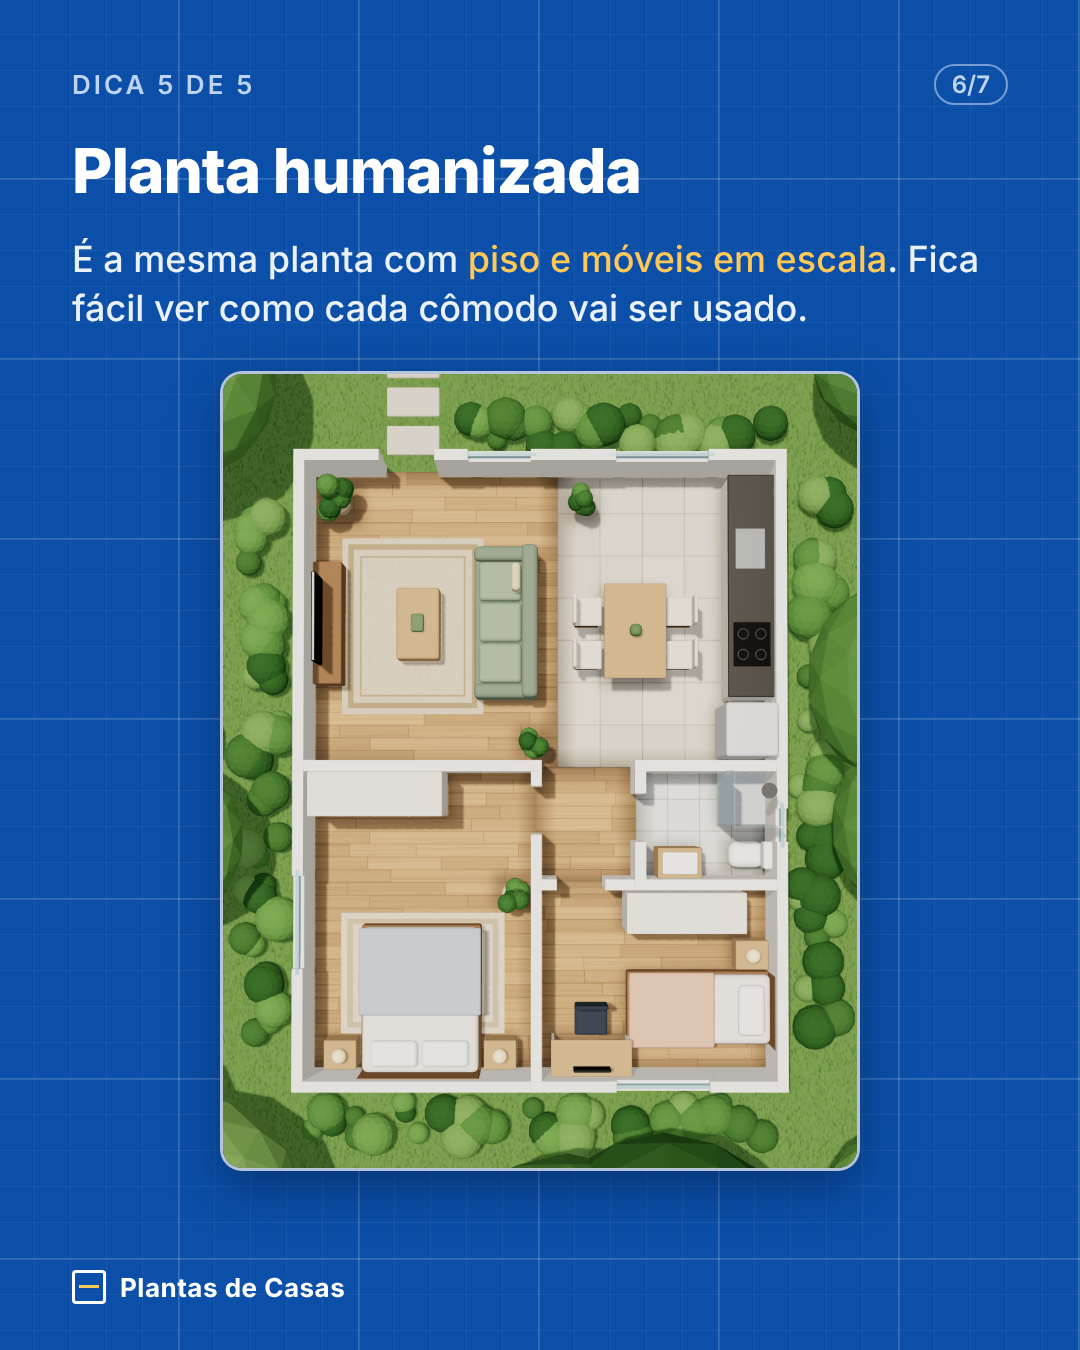 DICA 5 DE 5
6/7
Planta humanizada
É a mesma planta com piso e móveis em escala. Fica
fácil ver como cada cômodo vai ser usado.
Plantas de Casas